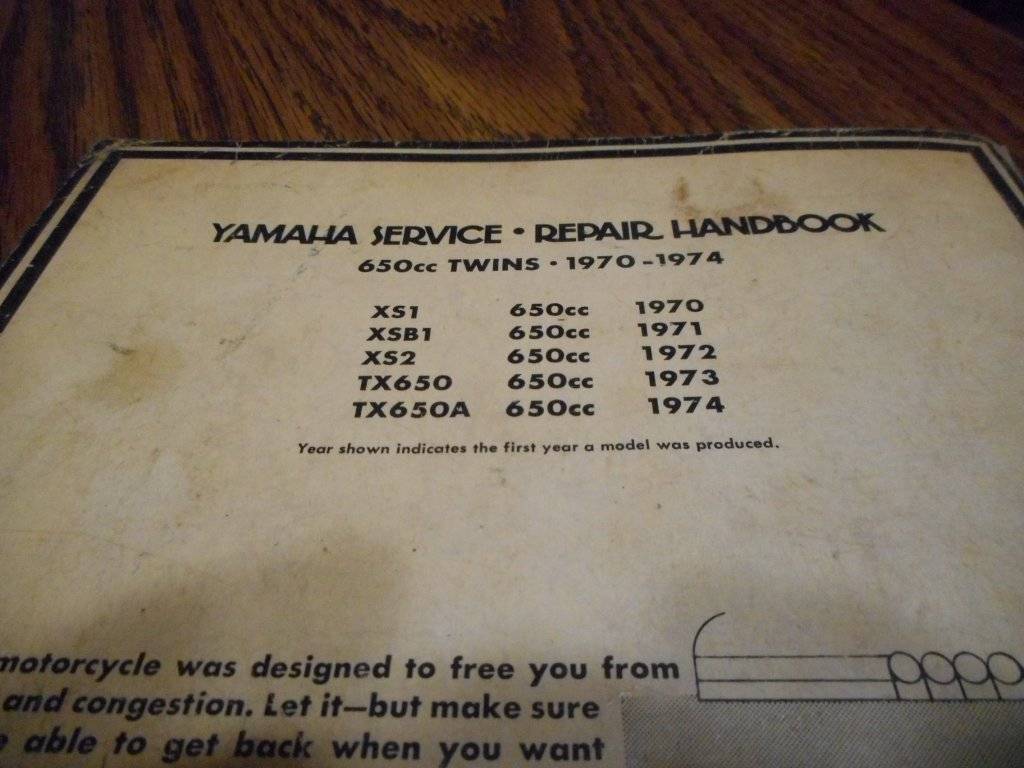 YAMAHA SERVICE • REPAIR HANDBOOK
650cc TWINS • 1970-1974
XS1 650cc 1970
XSB1 650cc 1971
XS2 650cc 1972
TX650 650cc 1973
TX650A 650cc 1974
Year shown indicates the first year a model was produced.
motorcycle was designed to free you from
and congestion. Let it—but make sure
able to get back when you want